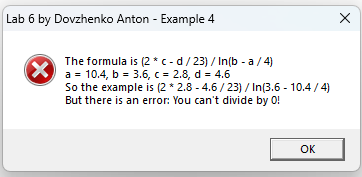 Lab 6 by Dovzhenko Anton - Example 4
The formula is (2 * c - d / 23) / ln(b - a / 4)
a = 10.4, b = 3.6, c = 2.8, d = 4.6
So the example is (2 * 2.8 - 4.6 / 23) / ln(3.6 - 10.4 / 4)
But there is an error: You can't divide by 0!
OK